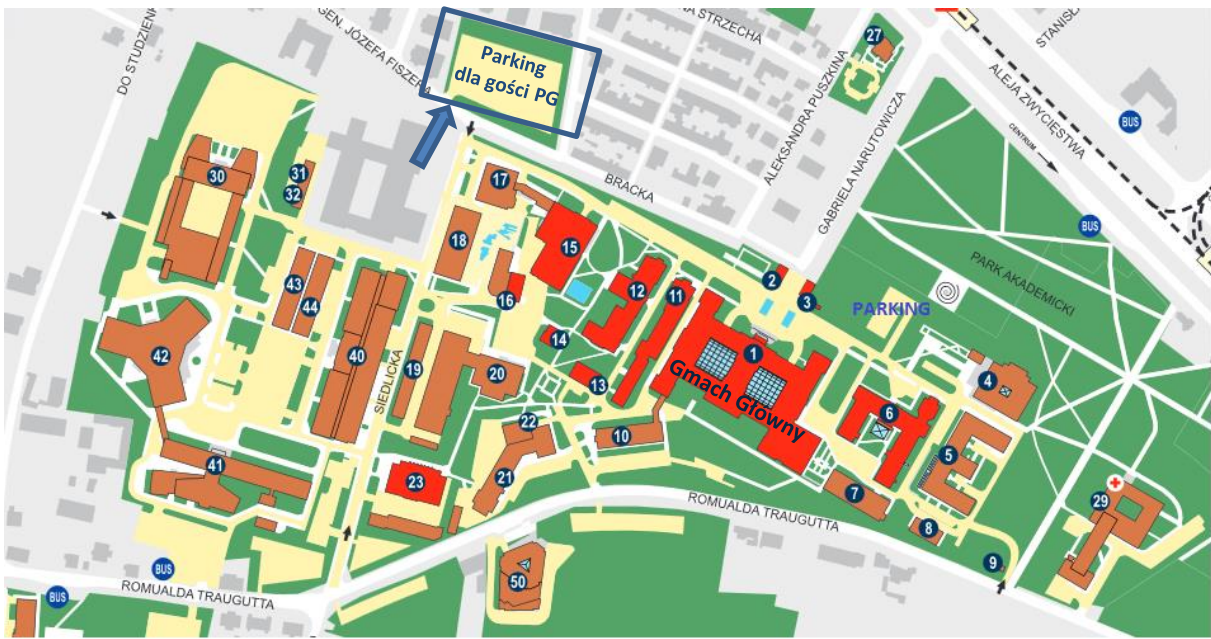 DO STUDZIENKI
GEN. JÓZEFA FISZERA
Parking
dla gości PG
STRZECHA
27
ALEKSANDRA PUSZKINA
GABRIELA NARUTOWICZA
ALEJA ZWYCIĘSTWA
CENTRUM
BUS
BUS
BRACKA
PARK AKADEMICKI
PARKING
30
31
32
17
18
15
16
12
11
2
3
14
13
1
Gmach Główny
4
6
5
43
44
42
40
SIEDLICKA
19
20
22
10
21
23
41
7
8
9
29
ROMUALDA TRAUGUTTA
50
BUS
BUS
ROMUALDA TRAUGUTTA